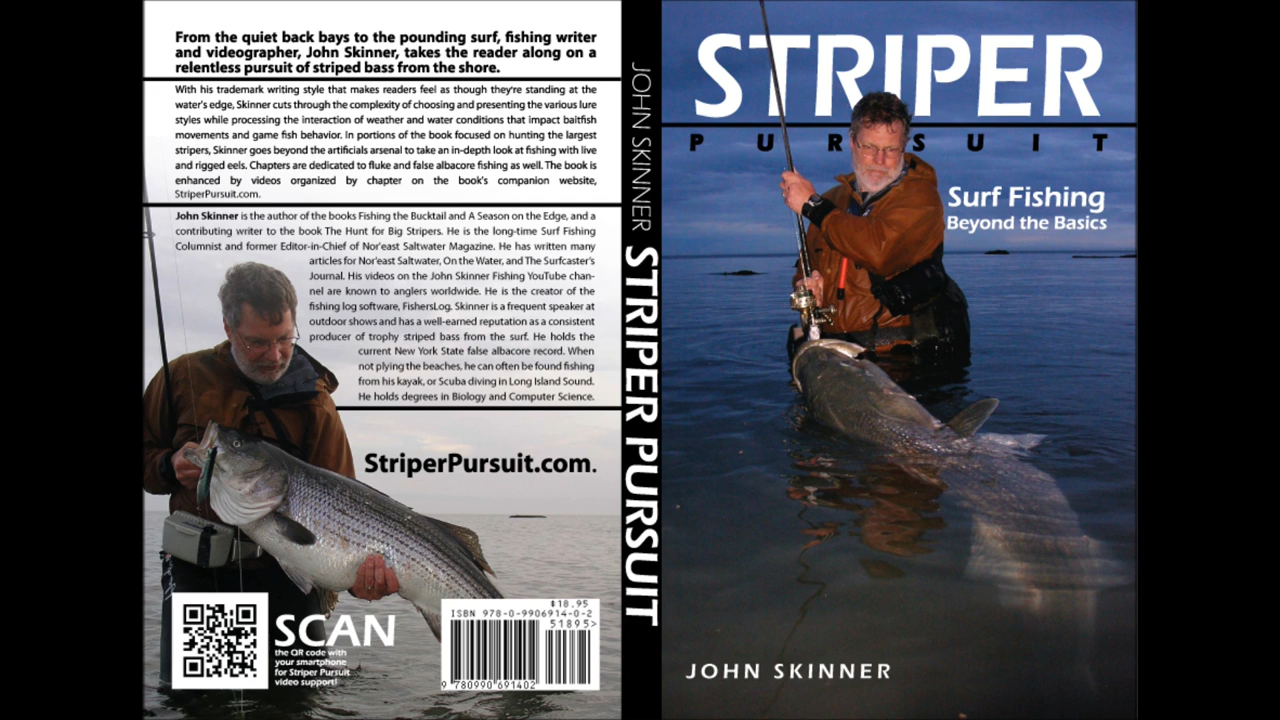 From the quiet back bays to the pounding surf, fishing writer
and videographer, John Skinner, takes the reader along on a
relentless pursuit of striped bass from the shore.
With his trademark writing style that makes readers feel as though they're standing at the
water's edge, Skinner cuts through the complexity of choosing and presenting the various lure
styles while processing the interaction of weather and water conditions that impact baitfish
movements and game fish behavior. In portions of the book focused on hunting the largest
stripers, Skinner goes beyond the artificials arsenal to take an in-depth look at fishing with live
and rigged eels. Chapters are dedicated to fluke and false albacore fishing as well. The book is
enhanced by videos organized by chapter on the book's companion website,
StriperPursuit.com.
John Skinner is the author of the books Fishing the Bucktail and A Season on the Edge, and a
contributing writer to the book The Hunt for Big Stripers. He is the long-time Surf Fishing
Columnist and former Editor-in-Chief of Nor'east Saltwater Magazine. He has written many
articles for Nor'east Saltwater, On the Water, and The Surfcaster's
Journal. His videos on the John Skinner Fishing YouTube chan-
nel are known to anglers worldwide. He is the creator of the
fishing log software, FishersLog. Skinner is a frequent speaker at
outdoor shows and has a well-earned reputation as a consistent
producer of trophy striped bass from the surf. He holds the
current New York State false albacore record. When
not plying the beaches, he can often be found fishing
from his kayak, or Scuba diving in Long Island Sound.
He holds degrees in Biology and Computer Science.
StriperPursuit.com.
SCAN
the QR code with
your smartphone
for Striper Pursuit
video support!
$18.95
ISBN 978-0-9906914-0-2
51895>
9 780990 691402
JOHN SKINNER STRIPER PURSUIT
STRIPER
PURSUIT
Surf Fishing
Beyond the Basics
JOHN SKINNER